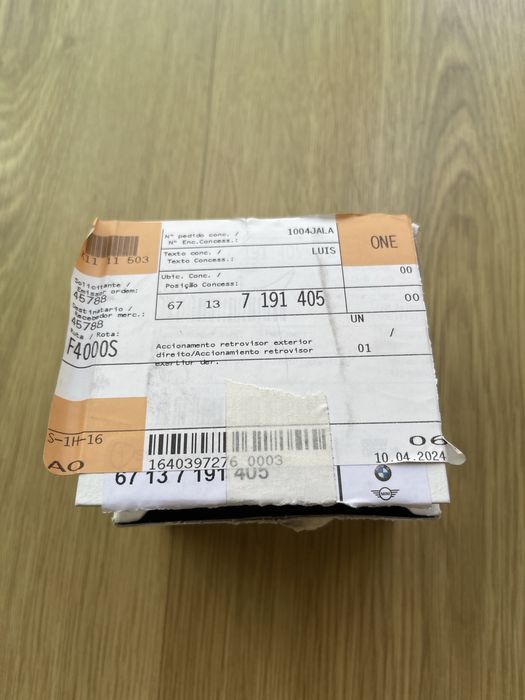 Nº pedido conc. /
Nº Enc.Concess.:
1004JALA
ONE
11 11 503
Texto conc. /
Texto Concess.:
LUIS
Solicitante /
Emissor ordem:
45788
Ubic. Conc. /
Posição Concess:
00
Destinatario /
Recebedor merc.:
45788
67 13 7 191 405
00
Ruta / Rota:
F4000S
UN
/
Accionamento retrovisor exterior
direito/Accionamiento retrovisor
exertiur der.
01
S-1H-16
06
AO
1640397276 0003
10.04.2024
67 13 7 191 405
MINI